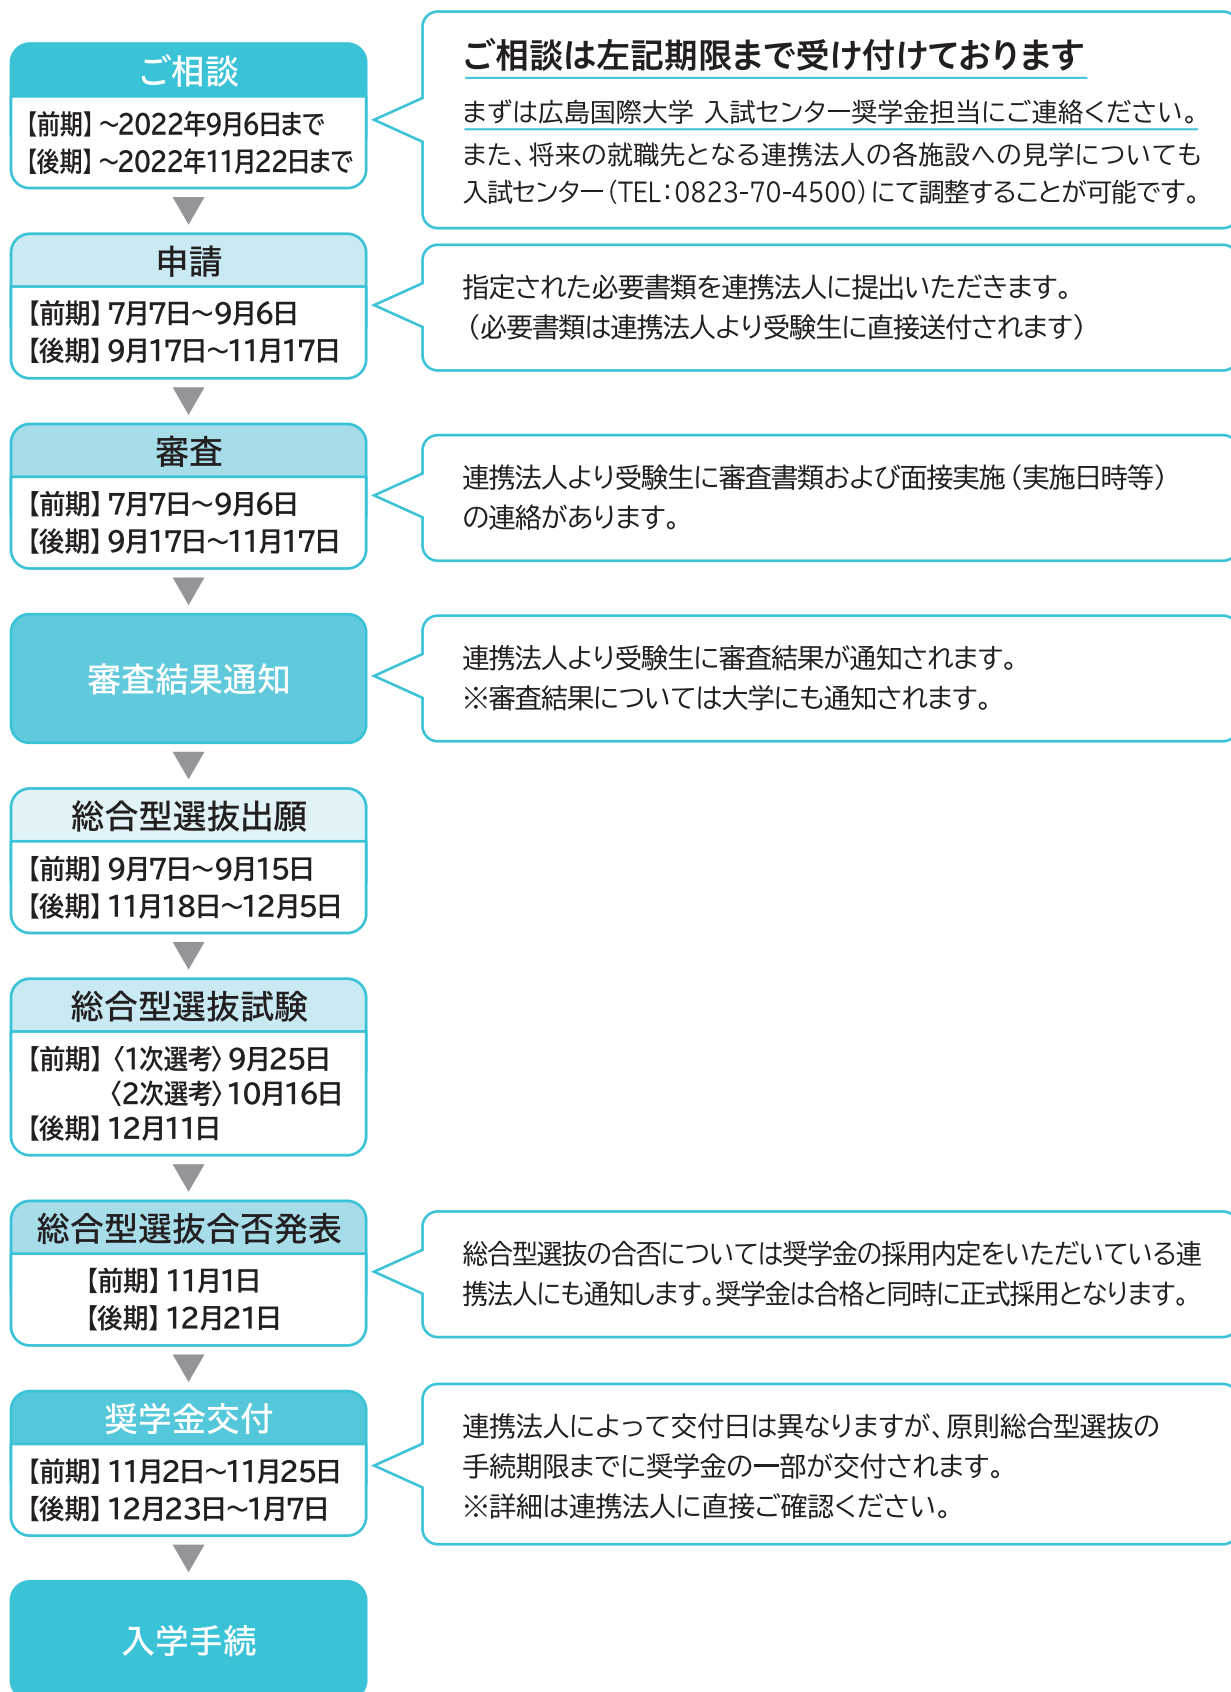 ご相談
【前期】～2022年9月6日まで
【後期】～2022年11月22日まで
ご相談は左記期限まで受け付けております
まずは広島国際大学 入試センター奨学金担当にご連絡ください。
また、将来の就職先となる連携法人の各施設への見学についても
入試センター（TEL：0823-70-4500）にて調整することが可能です。
申請
【前期】7月7日～9月6日
【後期】9月17日～11月17日
指定された必要書類を連携法人に提出いただきます。
（必要書類は連携法人より受験生に直接送付されます）
審査
【前期】7月7日～9月6日
【後期】9月17日～11月17日
連携法人より受験生に審査書類および面接実施（実施日時等）
の連絡があります。
審査結果通知
連携法人より受験生に審査結果が通知されます。
※審査結果については大学にも通知されます。
総合型選抜出願
【前期】9月7日～9月15日
【後期】11月18日～12月5日
総合型選抜試験
【前期】〈1次選考〉9月25日
〈2次選考〉10月16日
【後期】12月11日
総合型選抜合否発表
【前期】11月1日
【後期】12月21日
総合型選抜の合否については奨学金の採用内定をいただいている連
携法人にも通知します。奨学金は合格と同時に正式採用となります。
奨学金交付
【前期】11月2日～11月25日
【後期】12月23日～1月7日
連携法人によって交付日は異なりますが、原則総合型選抜の
手続期限までに奨学金の一部が交付されます。
※詳細は連携法人に直接ご確認ください。
入学手続